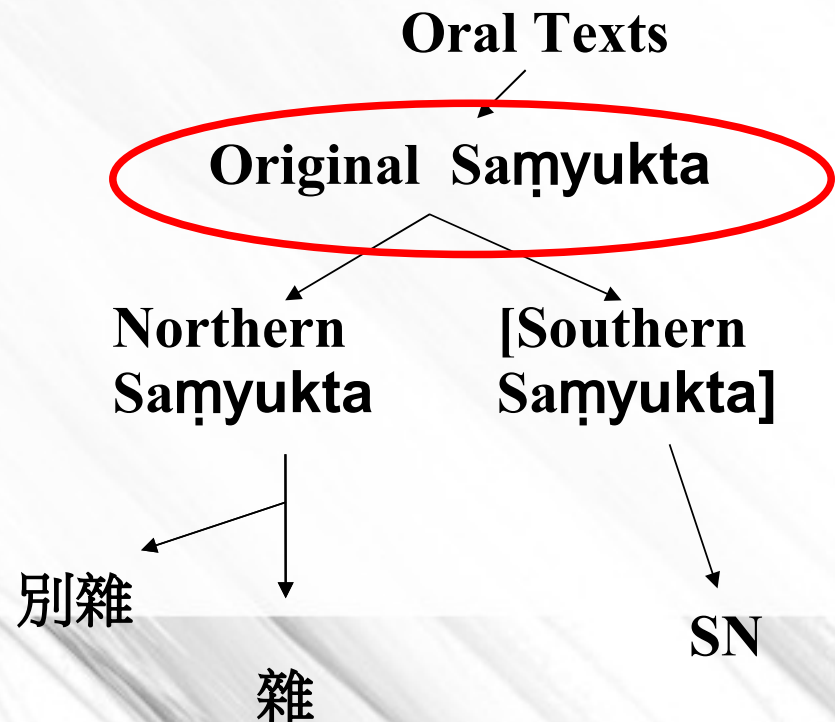 Oral Texts
Original Saṃyukta
Northern
Saṃyukta
[Southern
Saṃyukta]
別雜
SN
雜